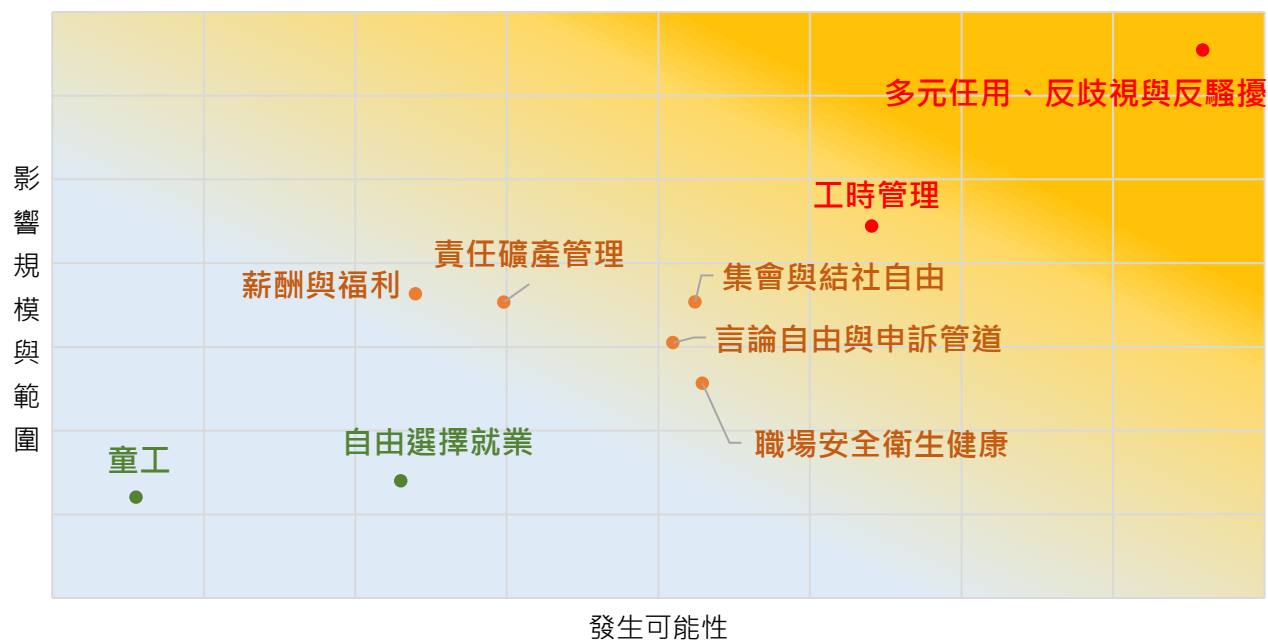 多元任用、反歧視與反騷擾
工時管理
責任礦產管理
薪酬與福利
集會與結社自由
言論自由與申訴管道
職場安全衛生健康
自由選擇就業
童工
影響規模與範圍
發生可能性